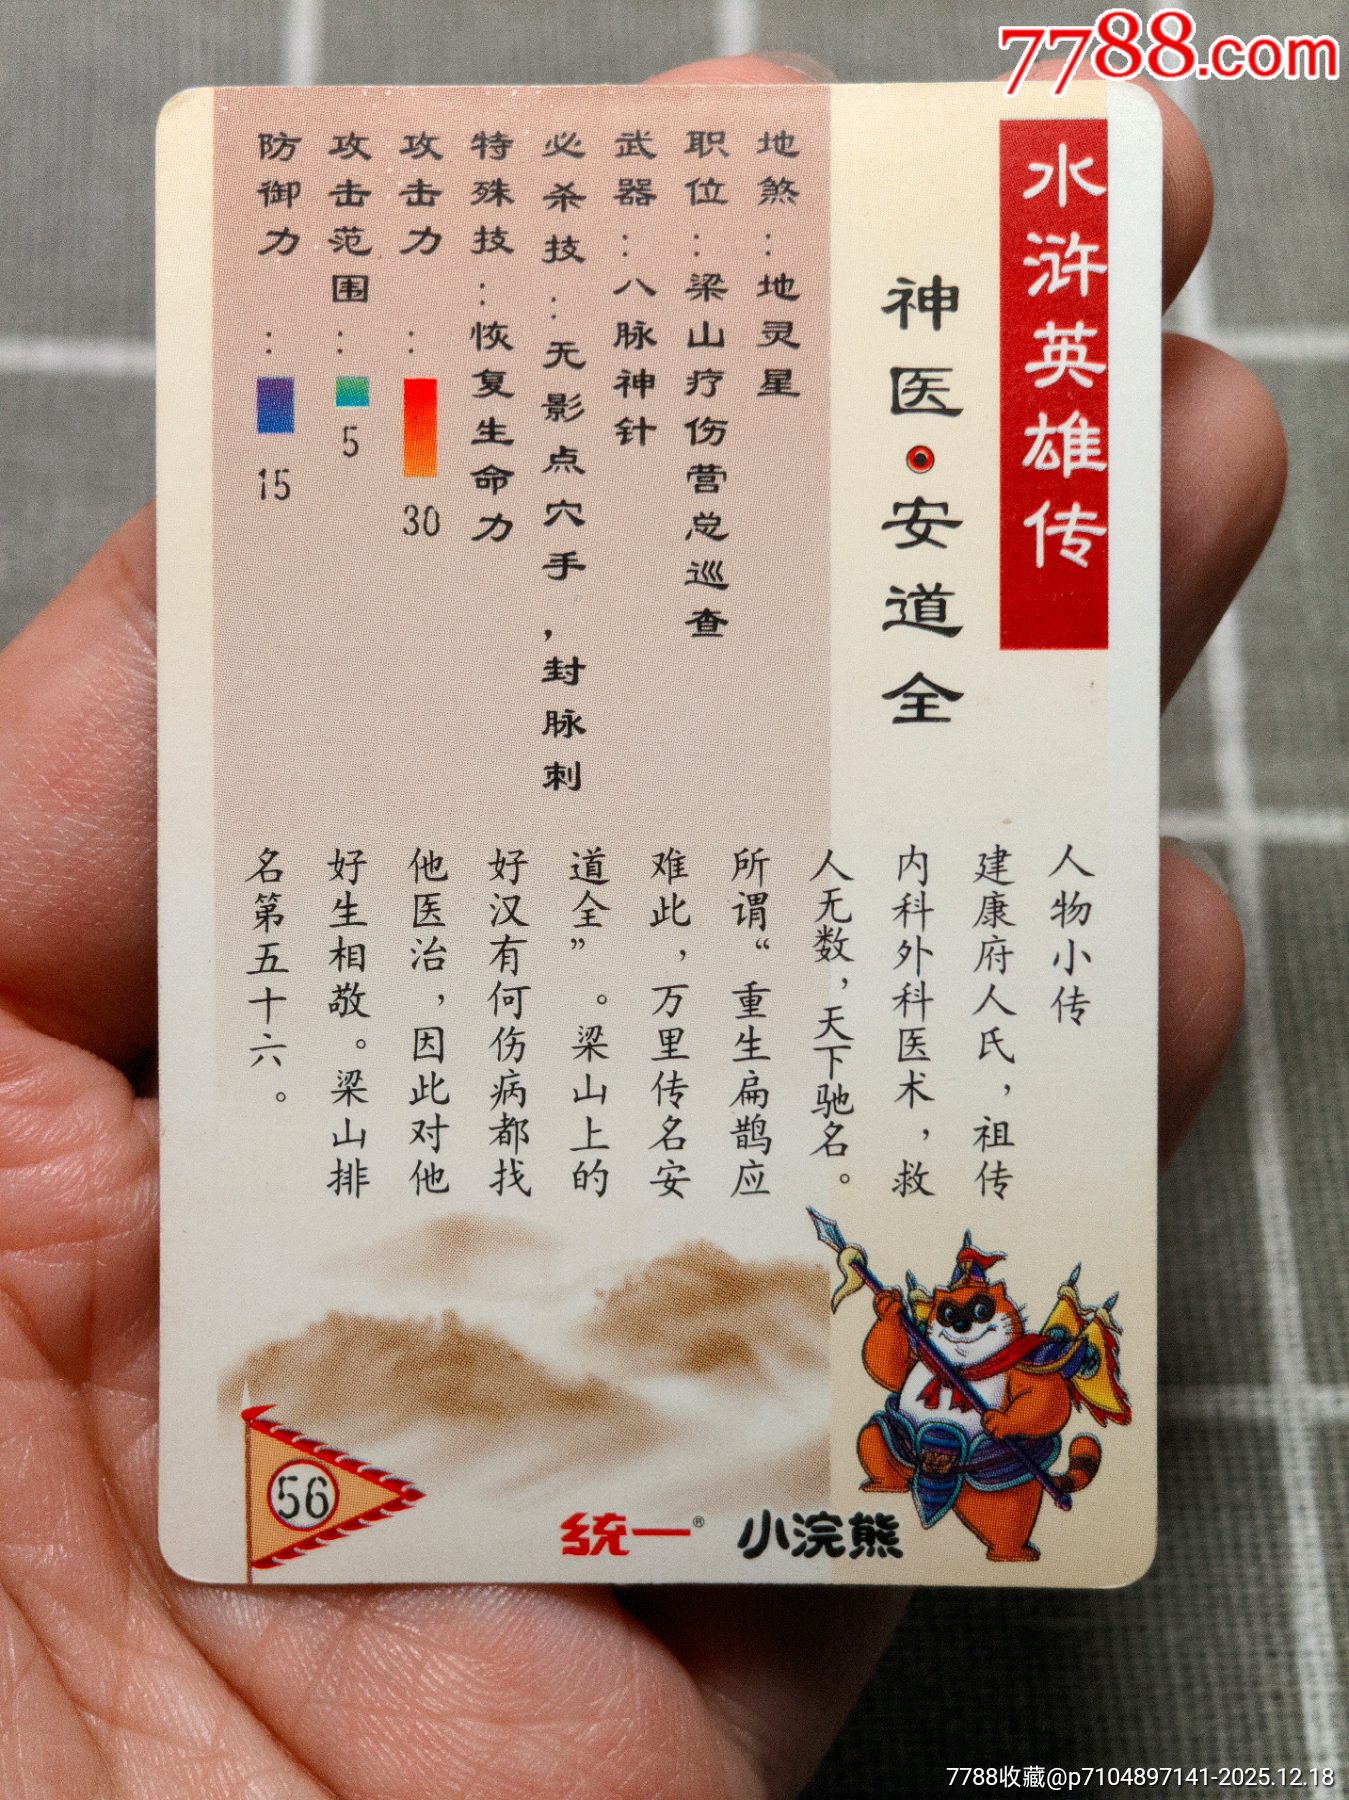 7788.com
水浒英雄传
神医·安道全
地煞：地灵星
职位：梁山疗伤营总巡查
武器：八脉神针
必杀技：无影点穴手，封脉刺
特殊技：恢复生命力
攻击力：30
攻击范围：5
防御力：15
人物小传
建康府人氏，祖传
内科外科医术，救
人无数，天下驰名。
所谓“重生扁鹊应
难此，万里传名安
道全”。梁山上的
好汉有何伤病都找
他医治，因此对他
好生相敬。梁山排
名第五十六。
56
统一® 小浣熊
7788收藏@p7104897141-2025.12.18